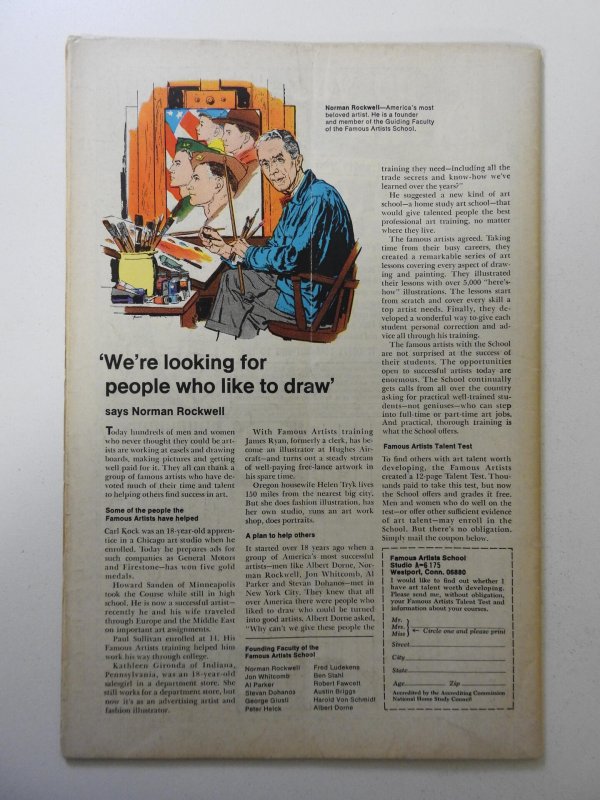 Norman Rockwell—America's most
beloved artist. He is a founder
and member of the Guiding Faculty
of the Famous Artists School.
'We're looking for
people who like to draw'
says Norman Rockwell
Today hundreds of men and women
who never thought they could be art-
ists are working at easels and drawing
boards, making pictures and getting
well paid for it. They all can thank a
group of famous artists who have de-
voted much of their time and talent
to helping others find success in art.
Some of the people the
Famous Artists have helped
Carl Kock was an 18-year-old appren-
tice in a Chicago art studio when he
enrolled. Today he prepares ads for
such companies as General Motors
and Firestone—has won five gold
medals.
Howard Sanden of Minneapolis
took the Course while still in high
school. He is now a successful artist—
recently he and his wife traveled
through Europe and the Middle East
on important art assignments.
Paul Sullivan enrolled at 14. His
Famous Artists training helped him
work his way through college.
Kathleen Gironda of Indiana,
Pennsylvania, was an 18-year-old
salesgirl in a department store. She
still works for a department store, but
now it's as an advertising artist and
fashion illustrator.
With Famous Artists training
James Ryan, formerly a clerk, has be-
come an illustrator at Hughes Air-
craft—and turns out a steady stream
of well-paying free-lance artwork in
his spare time.
Oregon housewife Helen Tryk lives
150 miles from the nearest big city.
But she does fashion illustration, has
her own studio, runs an art work
shop, does portraits.
A plan to help others
It started over 18 years ago when a
group of America's most successful
artists—men like Albert Dorne, Nor-
man Rockwell, Jon Whitcomb, Al
Parker and Stevan Dohanos—met in
New York City. They knew that all
over America there were people who
liked to draw who could be turned
into good artists. Albert Dorne asked,
"Why can't we give these people the
Founding Faculty of the
Famous Artists School
Norman Rockwell
Jon Whitcomb
Al Parker
Stevan Dohanos
George Giusti
Peter Helck
Fred Ludekens
Ben Stahl
Robert Fawcett
Austin Briggs
Harold Von Schmidt
Albert Dorne
training they need—including all the
trade secrets and know-how we've
learned over the years?"
He suggested a new kind of art
school—a home study art school—that
would give talented people the best
professional art training, no matter
where they live.
The famous artists agreed. Taking
time from their busy careers, they
created a remarkable series of art
lessons covering every aspect of draw-
ing and painting. They illustrated
their lessons with over 5,000 "here's-
how" illustrations. The lessons start
from scratch and cover every skill a
top artist needs. Finally, they de-
veloped a wonderful way to give each
student personal correction and ad-
vice all through his training.
The famous artists with the School
are not surprised at the success of
their students. The opportunities
open to successful artists today are
enormous. The School continually
gets calls from all over the country
asking for practical well-trained stu-
dents—not geniuses—who can step
into full-time or part-time art jobs.
And practical, thorough training is
what the School offers.
Famous Artists Talent Test
To find others with art talent worth
developing, the Famous Artists
created a 12-page Talent Test. Thou-
sands paid to take this test, but now
the School offers and grades it free.
Men and women who do well on the
test—or offer other sufficient evidence
of art talent—may enroll in the
School. But there's no obligation.
Simply mail the coupon below.
Famous Artists School
Studio A-6175
Westport, Conn. 06880
I would like to find out whether I
have art talent worth developing.
Please send me, without obligation,
your Famous Artists Talent Test and
information about your courses.
Mr.
Mrs.
Miss
← Circle one and please print
Street
City
State
Age Zip
Accredited by the Accrediting Commission
National Home Study Council